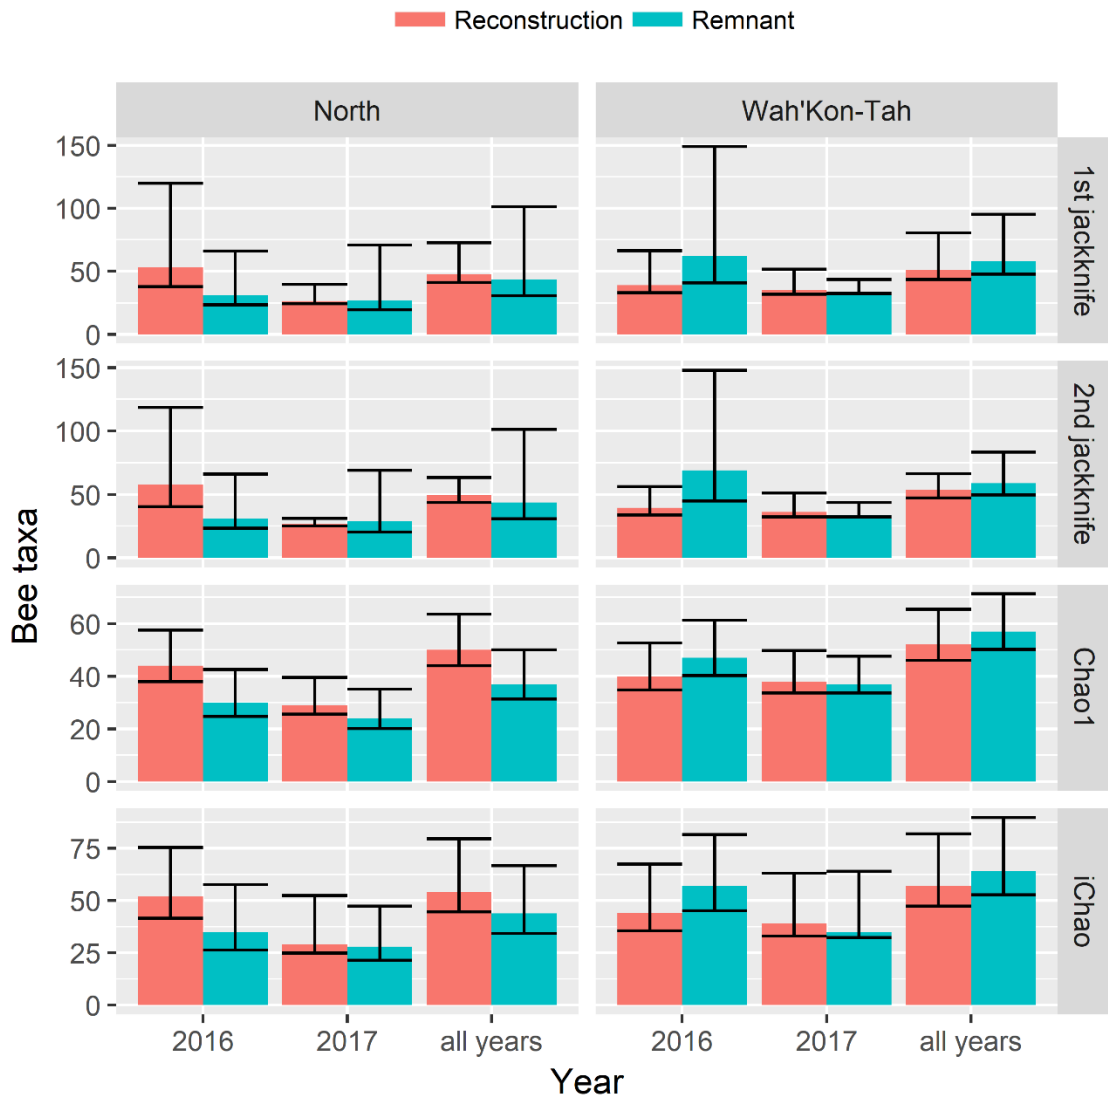 Reconstruction Remnant
North Wah'Kon-Tah
150
100
50
0
1st jackknife
150
100
50
0
2nd jackknife
Bee taxa
60
40
20
0
Chao1
75
50
25
0
iChao
2016 2017 all years 2016 2017 all years
Year